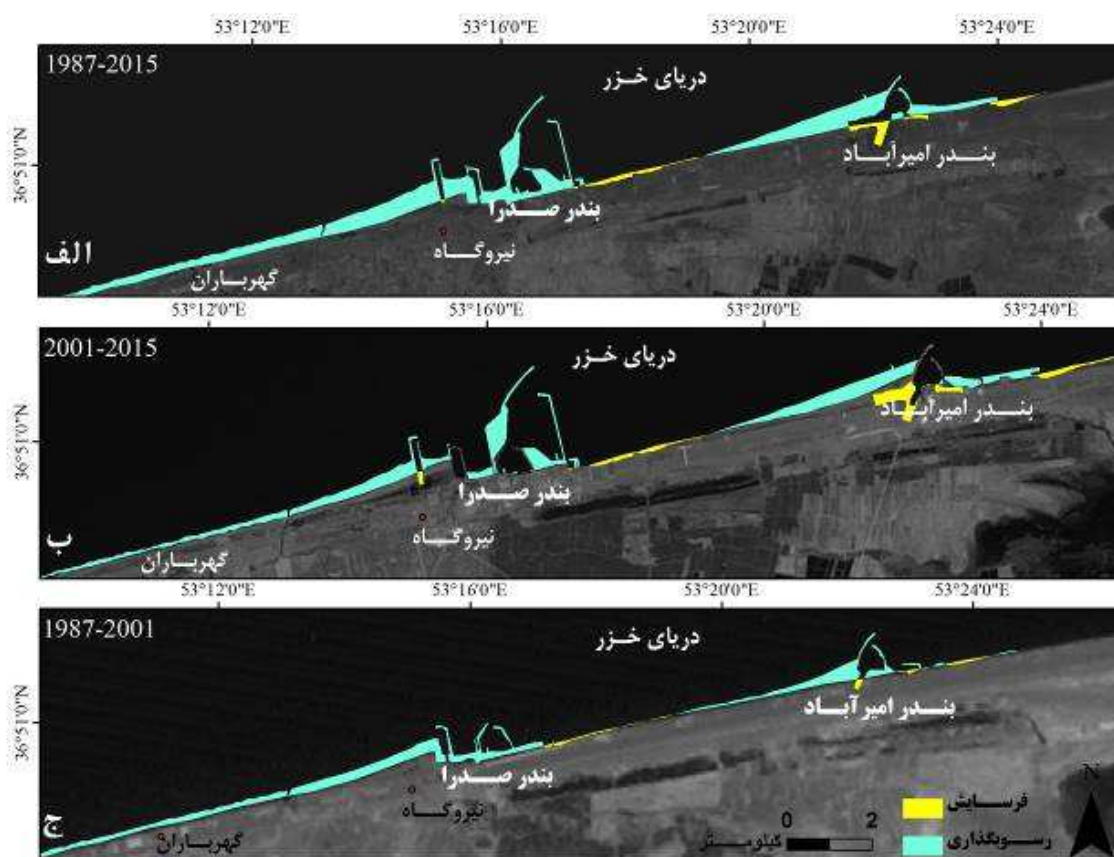 53°12'0"E 53°16'0"E 53°20'0"E 53°24'0"E
1987-2015
دریای خزر
36°51'0"N
بندر امیرآباد
بندر صدرا
نیروگاه
الف
گهرباران
53°12'0"E 53°16'0"E 53°20'0"E 53°24'0"E
2001-2015
دریای خزر
36°51'0"N
بندر امیرآباد
بندر صدرا
نیروگاه
ب
گهرباران
53°12'0"E 53°16'0"E 53°20'0"E 53°24'0"E
1987-2001
دریای خزر
36°51'0"N
بندر امیرآباد
بندر صدرا
نیروگاه
ج
گهرباران
N
فرسایش
رسوبگذاری
0 2
کیلومتر